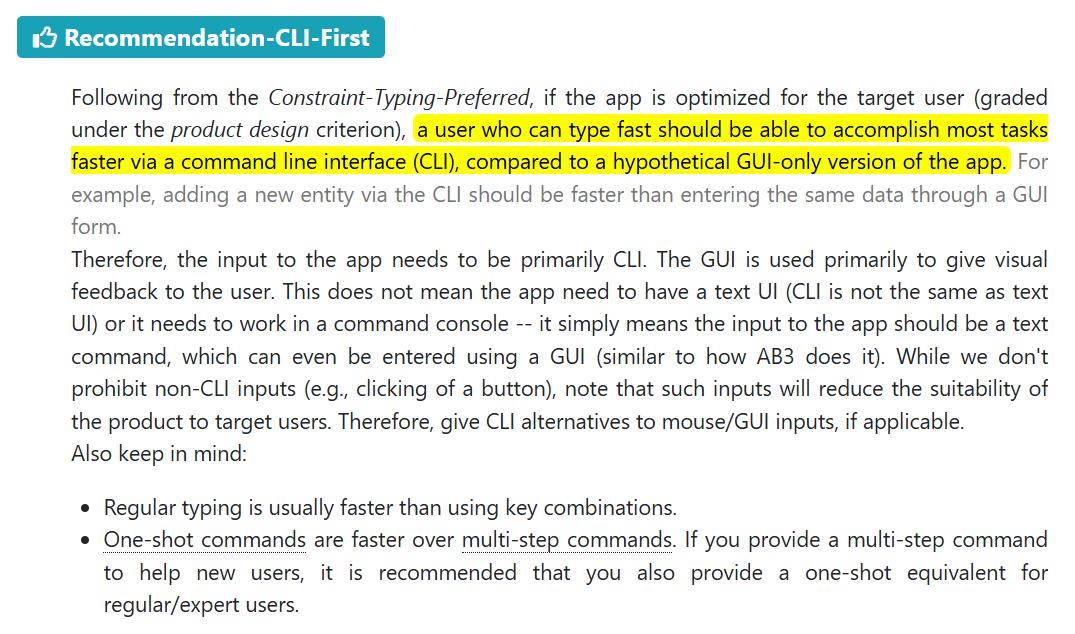 Recommendation-CLI-First
Following from the Constraint-Typing-Preferred, if the app is optimized for the target user (graded
under the product design criterion), a user who can type fast should be able to accomplish most tasks
faster via a command line interface (CLI), compared to a hypothetical GUI-only version of the app. For
example, adding a new entity via the CLI should be faster than entering the same data through a GUI
form.
Therefore, the input to the app needs to be primarily CLI. The GUI is used primarily to give visual
feedback to the user. This does not mean the app need to have a text UI (CLI is not the same as text
UI) or it needs to work in a command console -- it simply means the input to the app should be a text
command, which can even be entered using a GUI (similar to how AB3 does it). While we don't
prohibit non-CLI inputs (e.g., clicking of a button), note that such inputs will reduce the suitability of
the product to target users. Therefore, give CLI alternatives to mouse/GUI inputs, if applicable.
Also keep in mind:
• Regular typing is usually faster than using key combinations.
• One-shot commands are faster over multi-step commands. If you provide a multi-step command
to help new users, it is recommended that you also provide a one-shot equivalent for
regular/expert users.